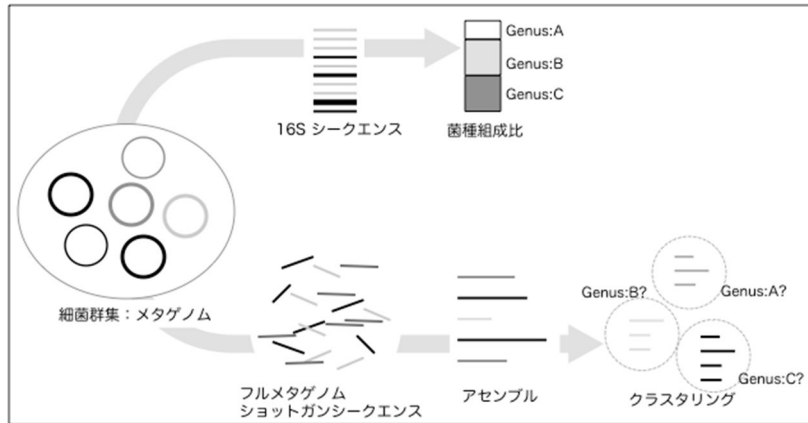 Genus:A
Genus:B
Genus:C
16S シークエンス
菌種組成比
細菌群集：メタゲノム
Genus:B?
Genus:A?
Genus:C?
フルメタゲノム
ショットガンシークエンス
アセンブル
クラスタリング